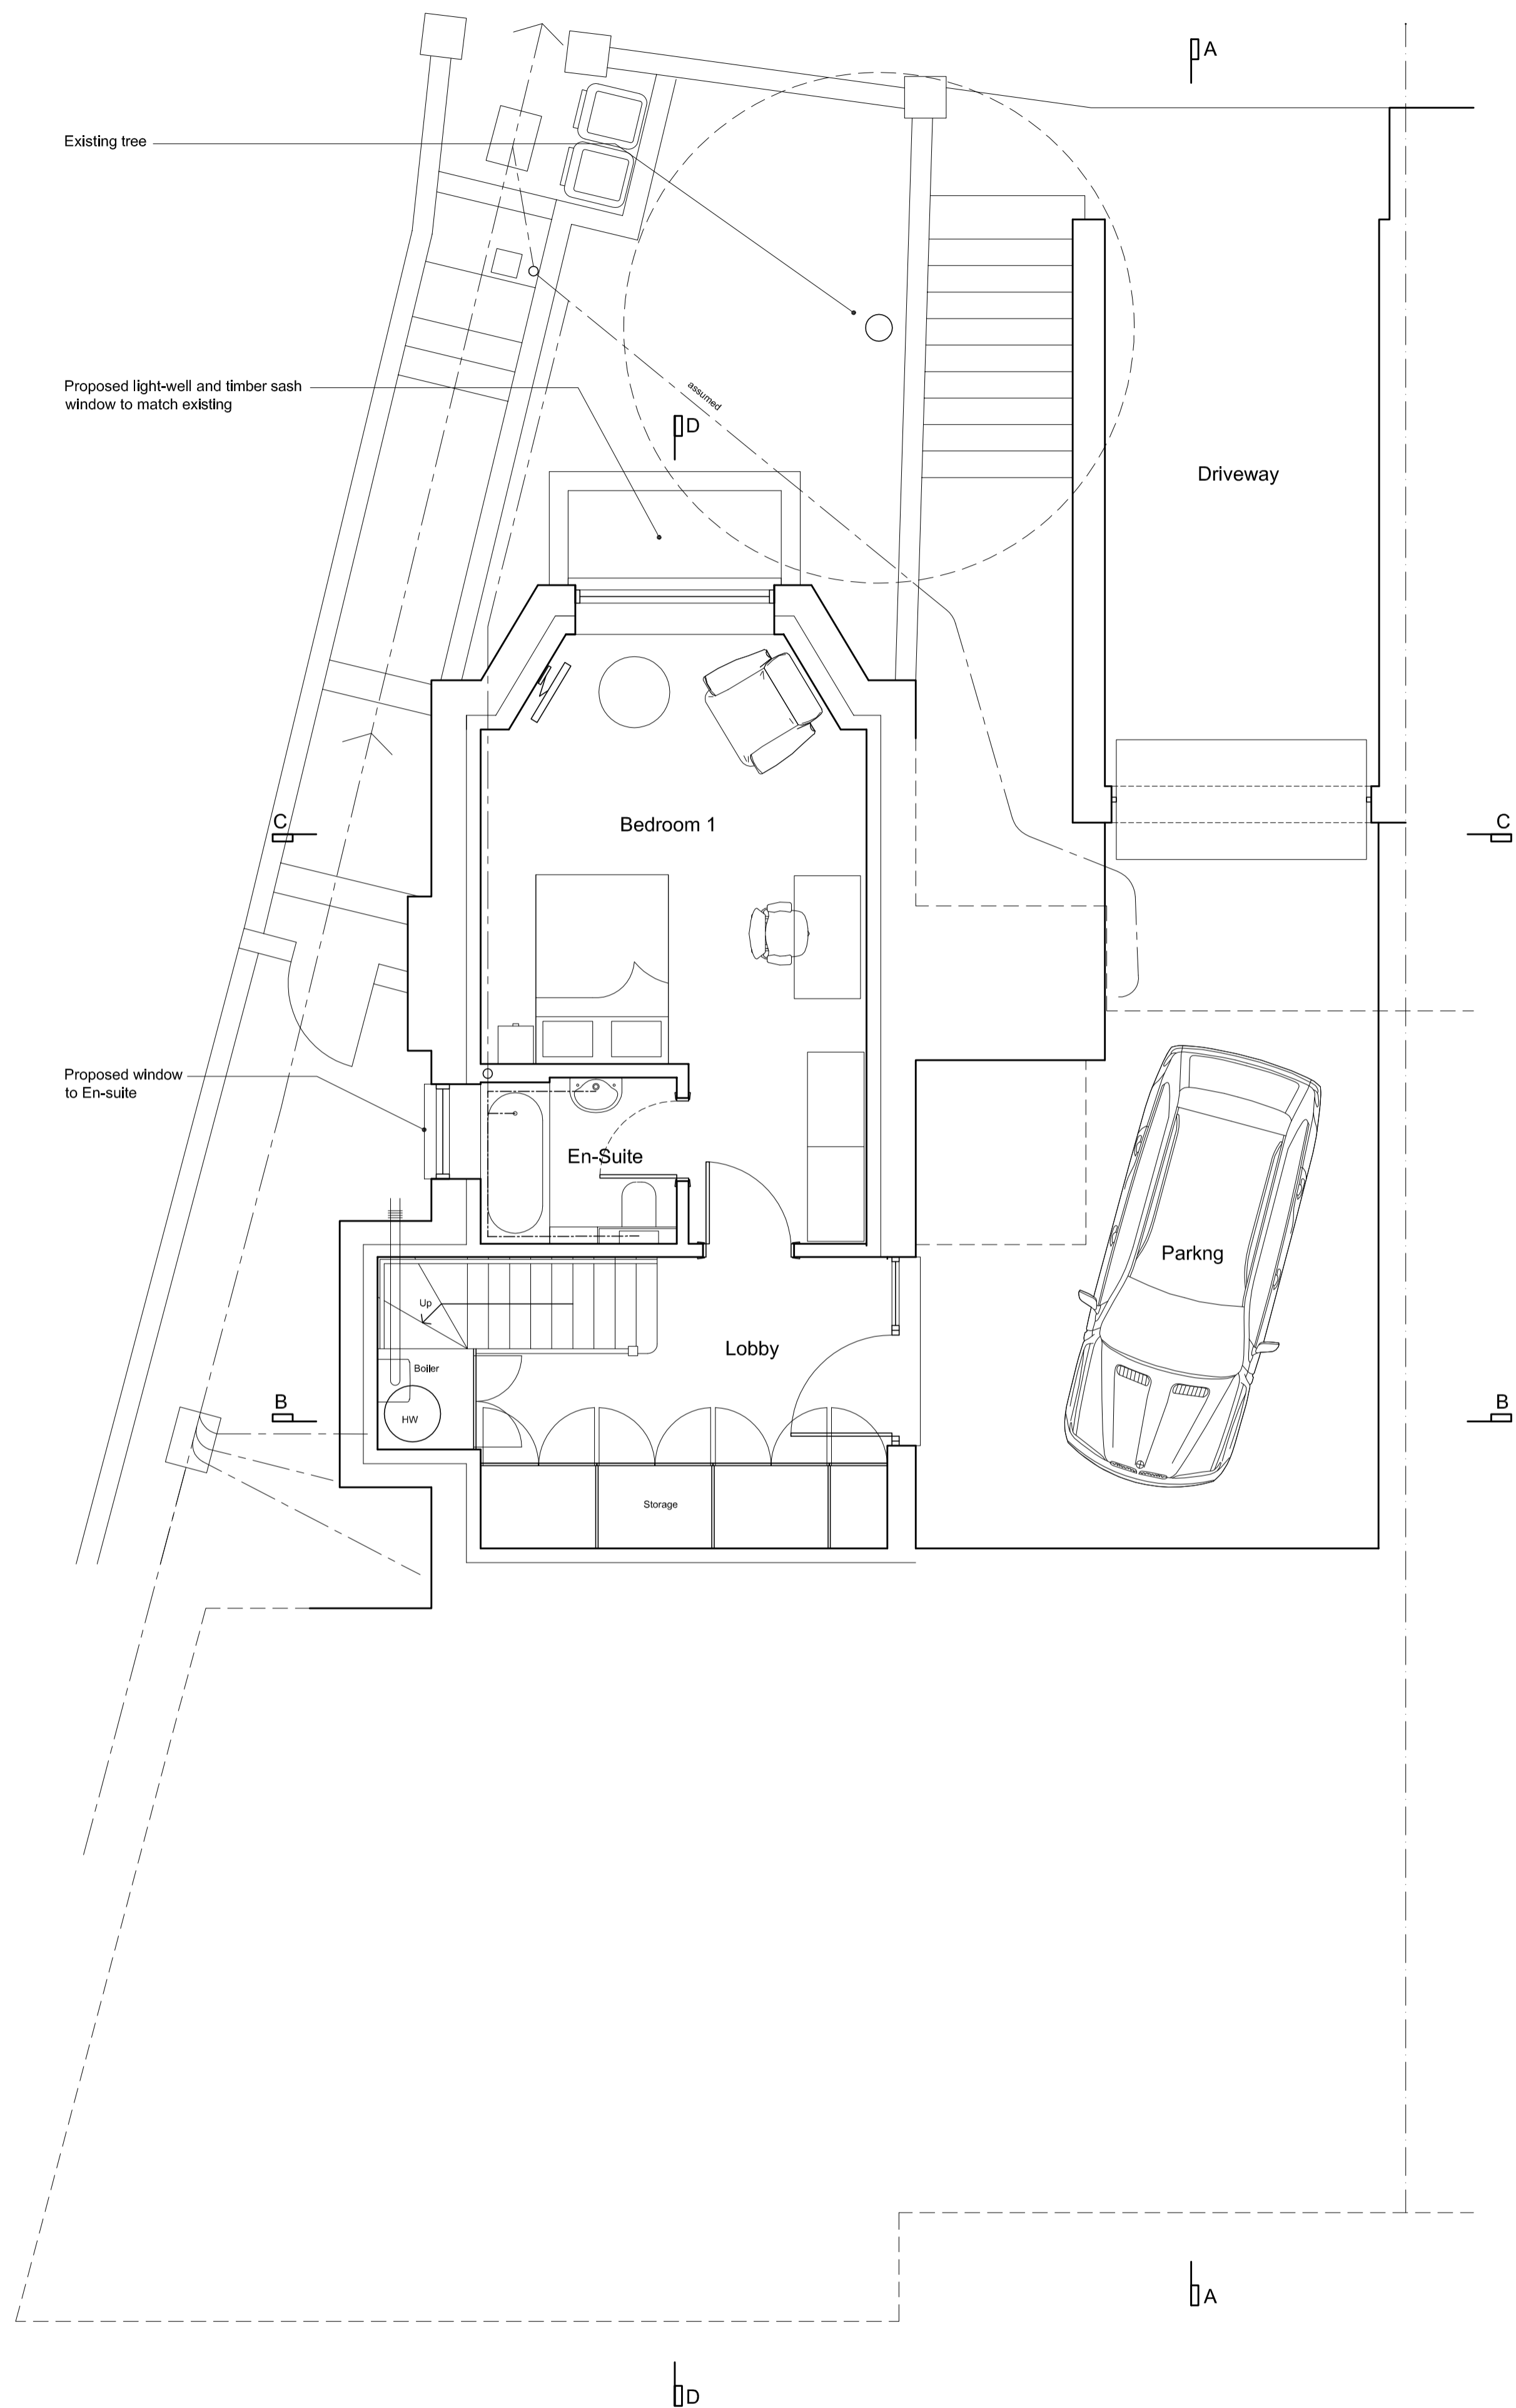 A
Existing tree
Proposed light-well and timber sash
window to match existing
assumed
D
Driveway
C
Bedroom 1
C
Proposed window
to En-suite
En-Suite
Parkng
Up
Lobby
Boiler
B
HW
B
Storage
A
D